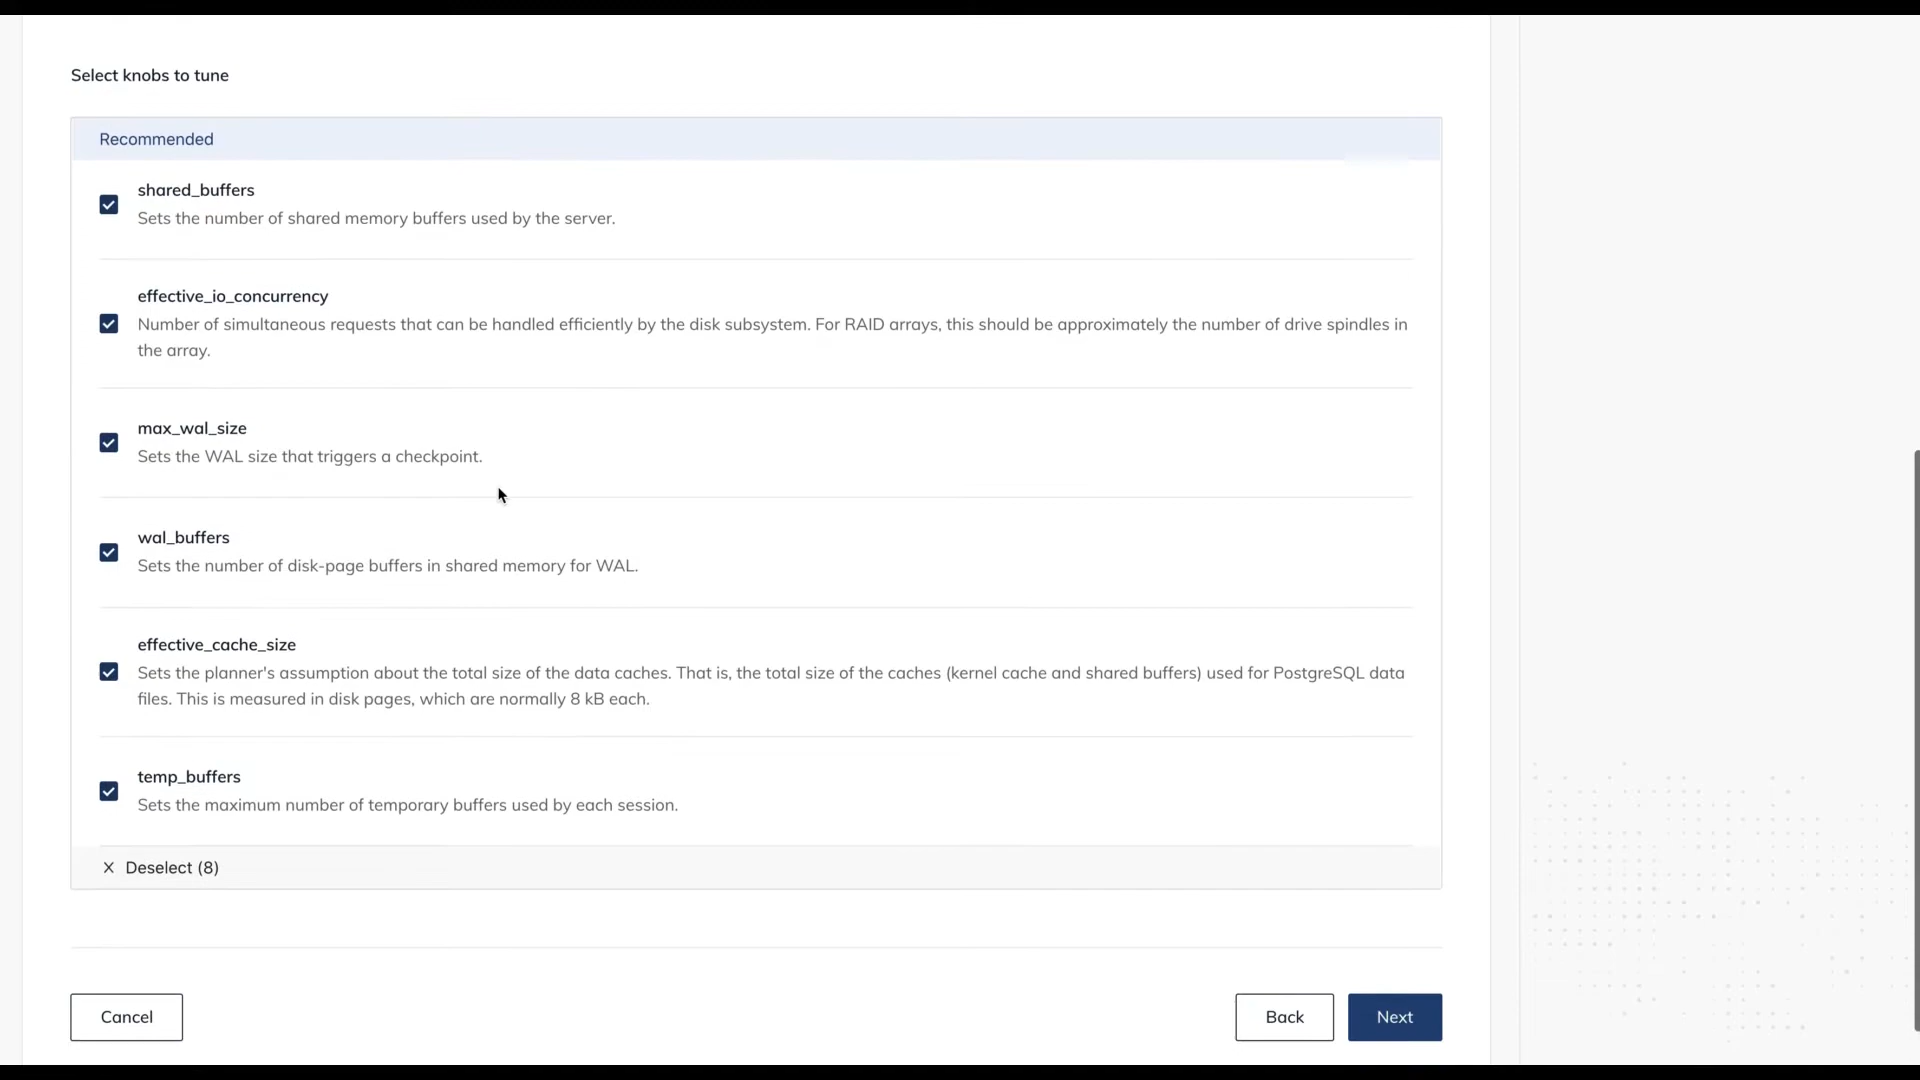 Select knobs to tune
Recommended
shared_buffers
Sets the number of shared memory buffers used by the server.
effective_io_concurrency
Number of simultaneous requests that can be handled efficiently by the disk subsystem. For RAID arrays, this should be approximately the number of drive spindles in
the array.
max_wal_size
Sets the WAL size that triggers a checkpoint.
wal_buffers
Sets the number of disk-page buffers in shared memory for WAL.
effective_cache_size
Sets the planner's assumption about the total size of the data caches. That is, the total size of the caches (kernel cache and shared buffers) used for PostgreSQL data
files. This is measured in disk pages, which are normally 8 kB each.
temp_buffers
Sets the maximum number of temporary buffers used by each session.
Deselect (8)
Cancel
Back
Next